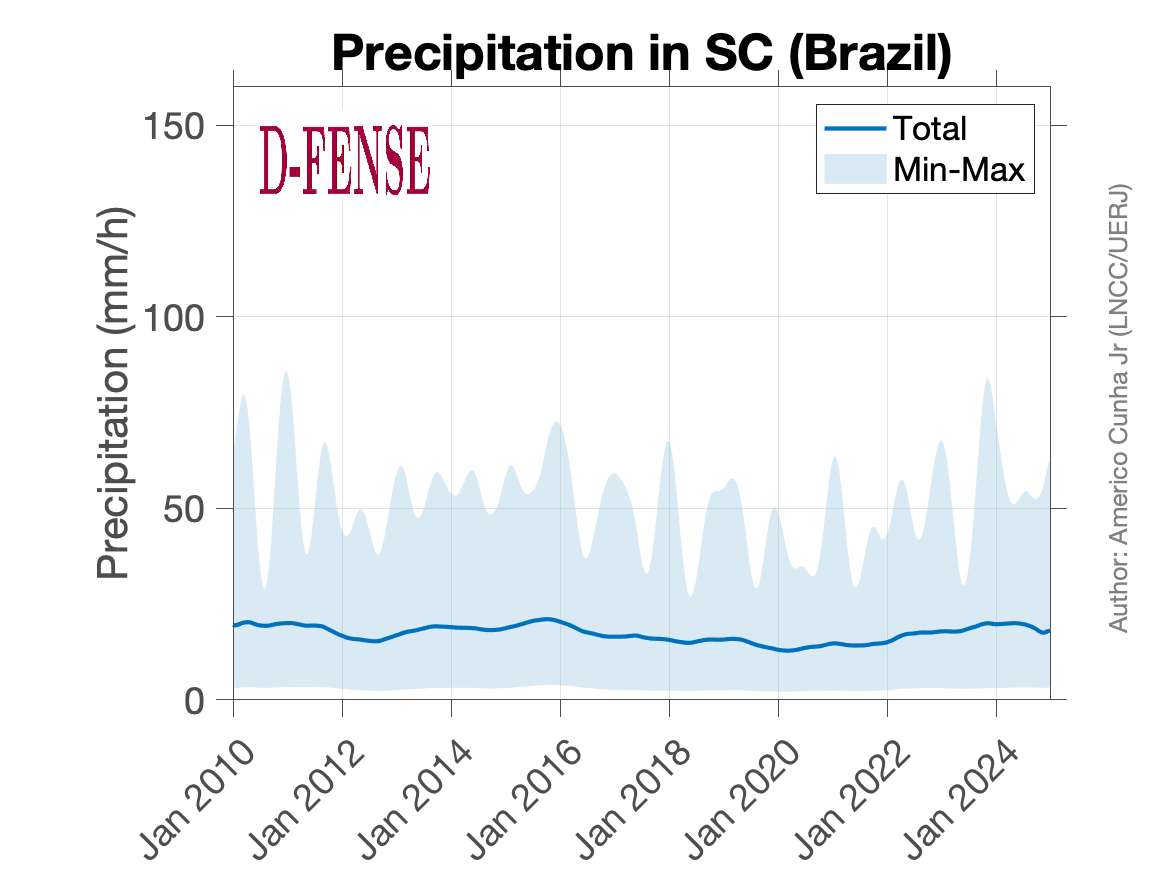 Precipitation in SC (Brazil)
D-FENSE
Total
Min-Max
Precipitation (mm/h)
150
100
50
0
Jan 2010
Jan 2012
Jan 2014
Jan 2016
Jan 2018
Jan 2020
Jan 2022
Jan 2024
Author: Americo Cunha Jr (LNCC/UERJ)